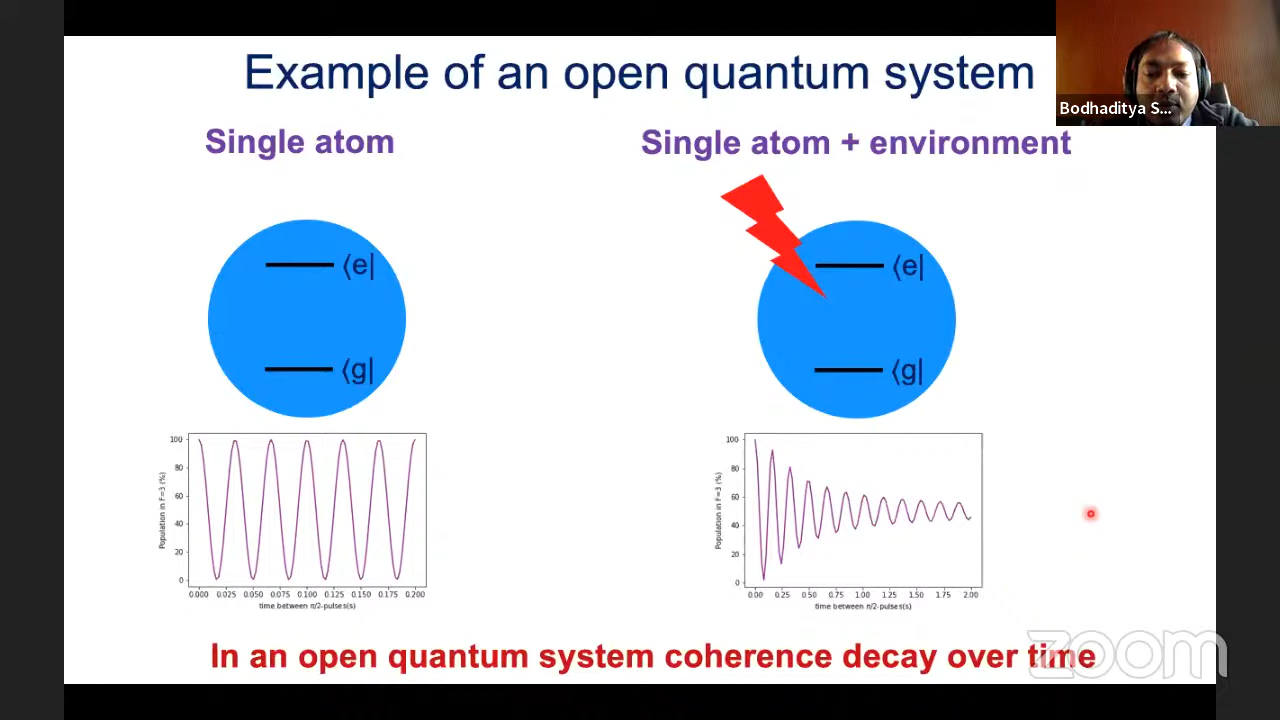 Example of an open quantum system
Bodhaditya S...
Single atom
Single atom + environment
⟨e|
⟨g|
⟨e|
⟨g|
Population in F=3 (%)
100
80
60
40
20
0
0.000 0.025 0.050 0.075 0.100 0.125 0.150 0.175 0.200
time between π/2-pulses(s)
Population in F=3 (%)
100
80
60
40
20
0
0.00 0.25 0.50 0.75 1.00 1.25 1.50 1.75 2.00
time between π/2-pulses(s)
In an open quantum system coherence decay over time
zoom